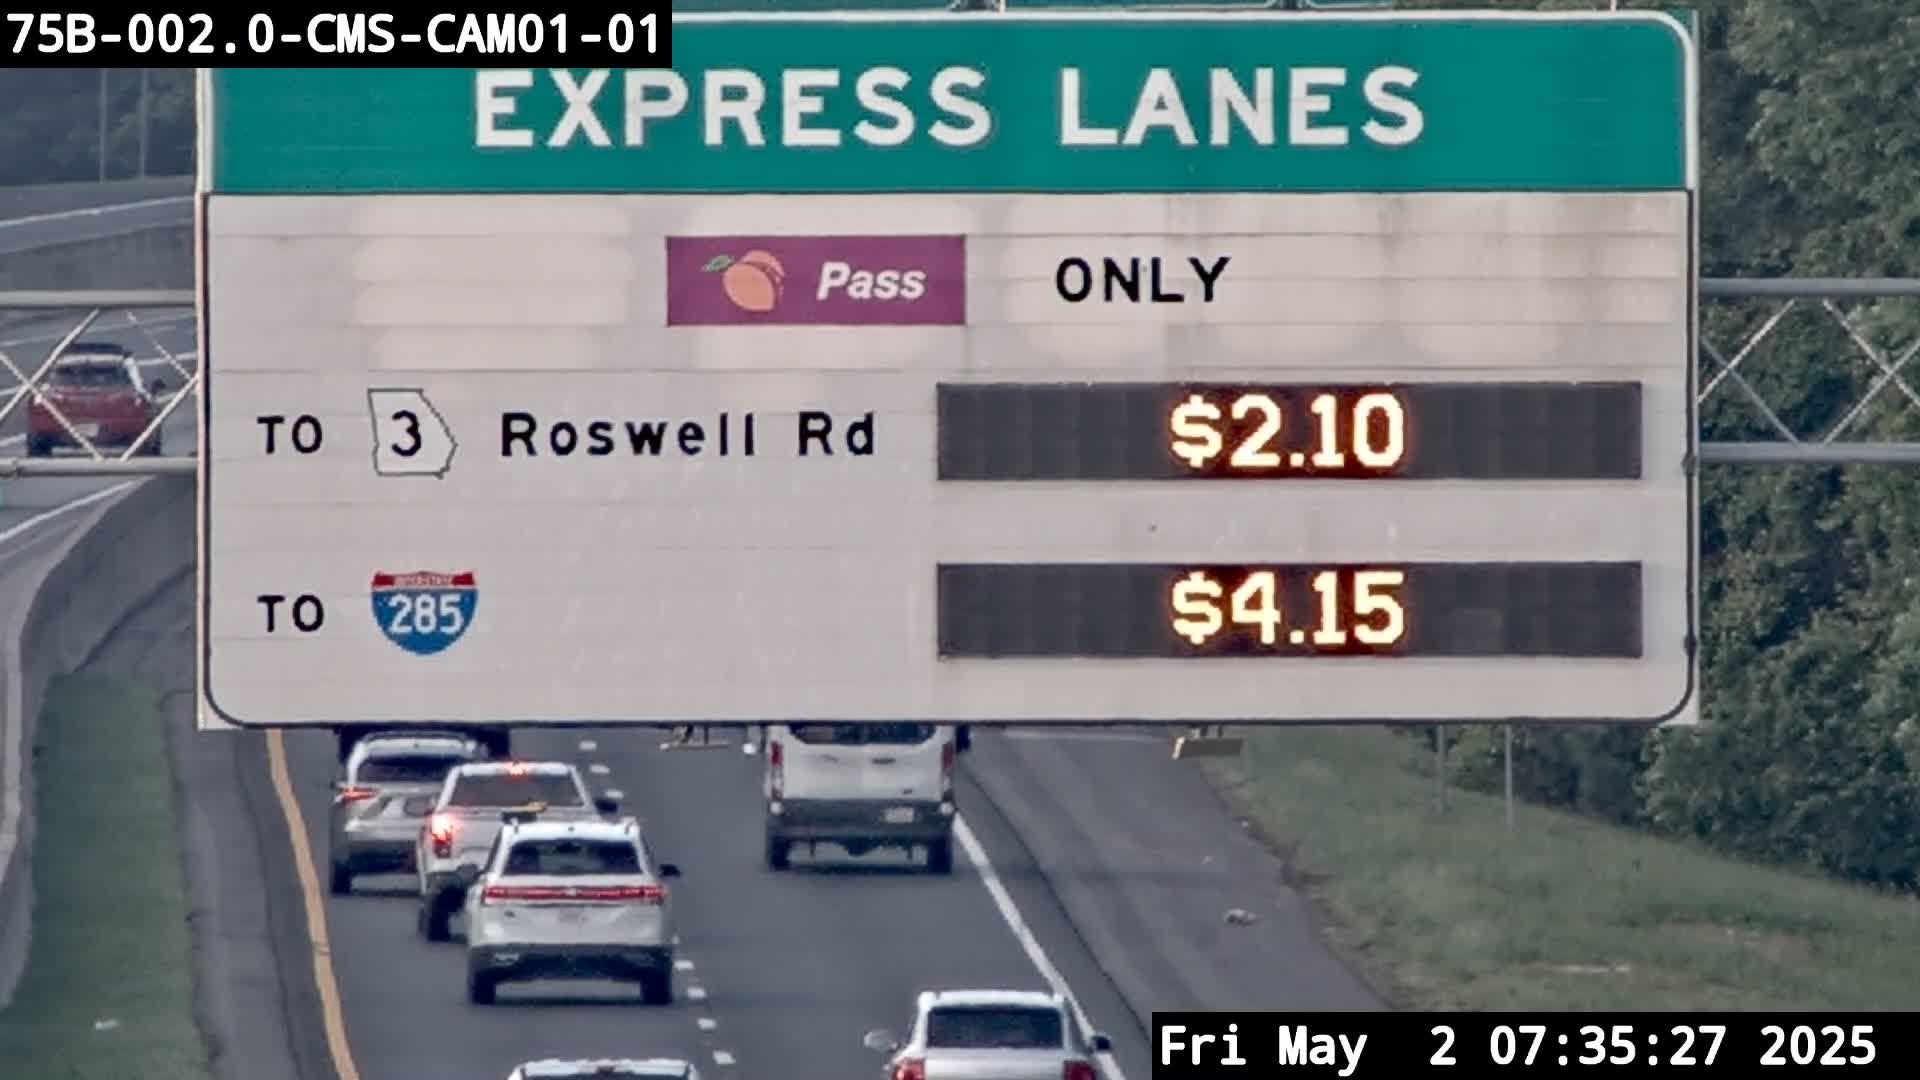 75B-002.0-CMS-CAM01-01
EXPRESS LANES
Pass ONLY
TO 3 Roswell Rd $2.10
TO INTERSTATE 285 $4.15
Fri May 2 07:35:27 2025